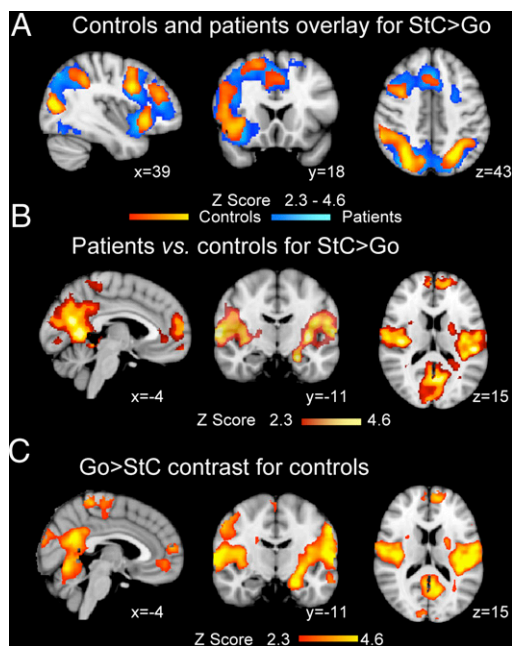 A Controls and patients overlay for StC>Go
x=39 y=18 z=43
Z Score 2.3 - 4.6
Controls Patients
B Patients vs. controls for StC>Go
x=-4 y=-11 z=15
Z Score 2.3 4.6
C Go>StC contrast for controls
x=-4 y=-11 z=15
Z Score 2.3 4.6